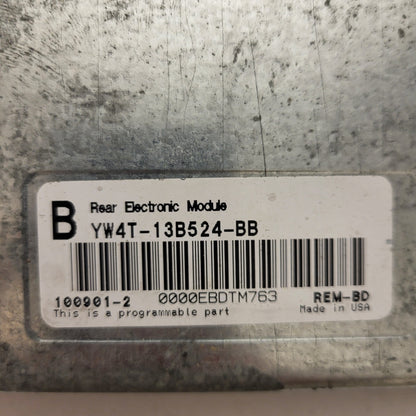 B Rear Electronic Module
YW4T-13B524-BB
100901-2 0000EBDTM763 REM-BD
This is a programmable part Made in USA